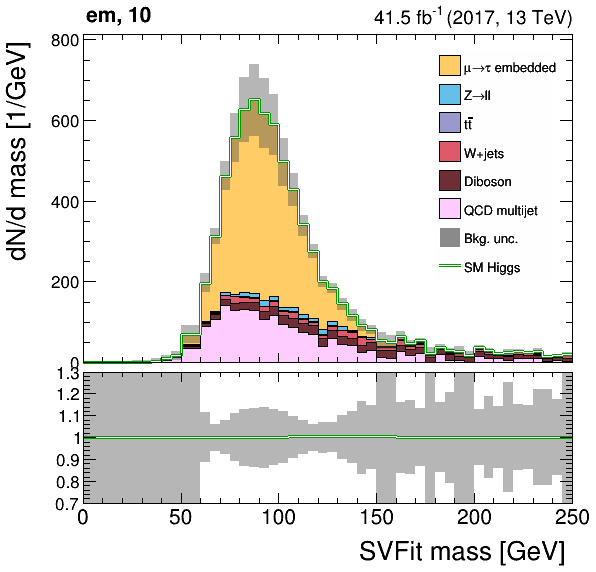 em, 10
41.5 fb⁻¹ (2017, 13 TeV)
dN/d mass [1/GeV]
800
600
400
200
0
μ→τ embedded
Z→ll
tt̄
W+jets
Diboson
QCD multijet
Bkg. unc.
SM Higgs
1.3
1.2
1.1
1
0.9
0.8
0.7
0 50 100 150 200 250
SVFit mass [GeV]